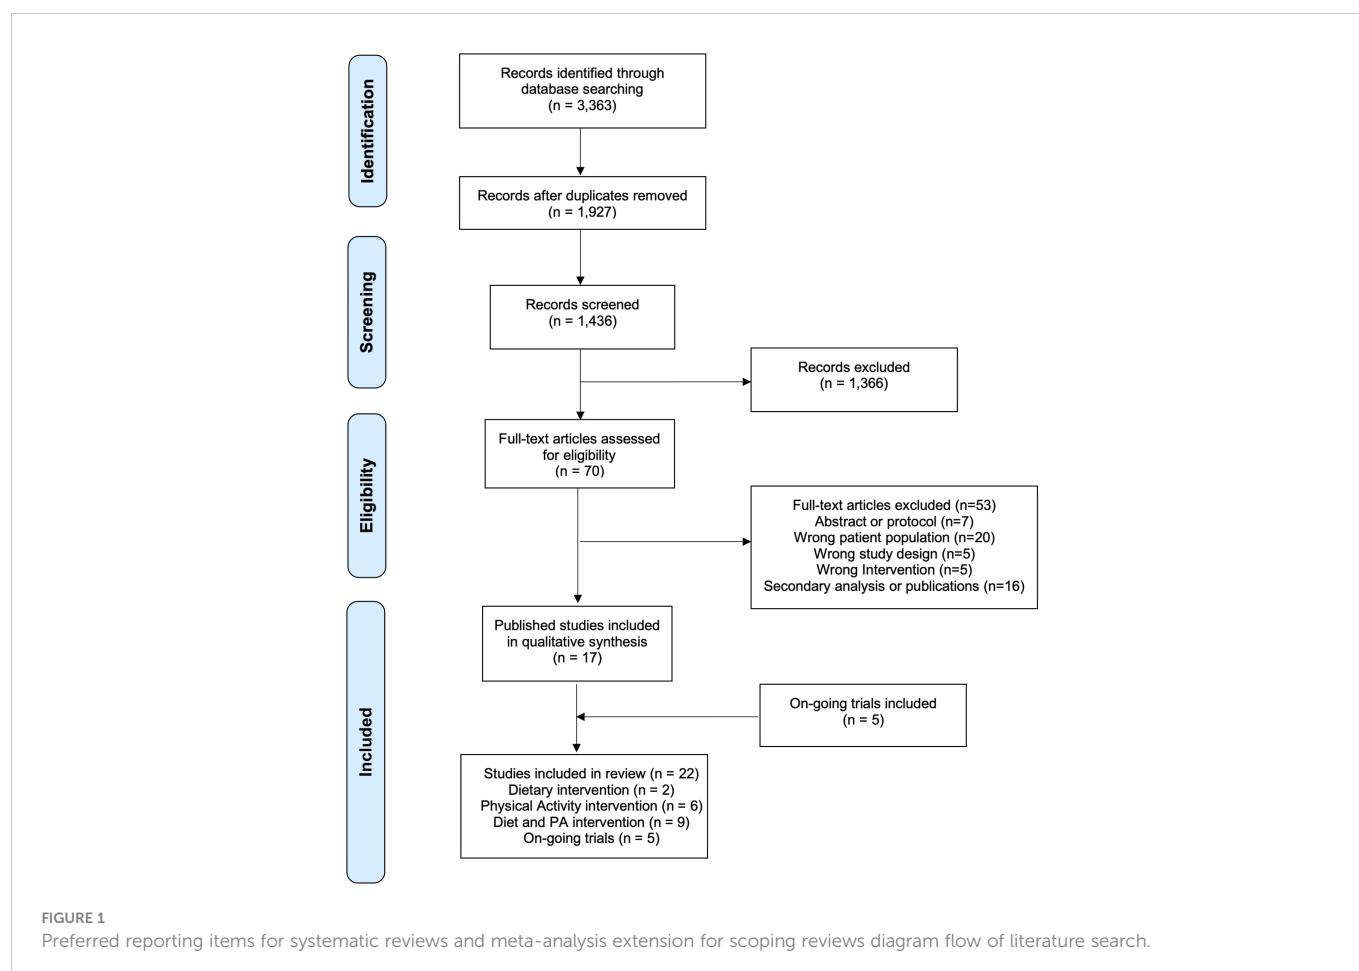 Identification
Records identified through
database searching
(n = 3,363)
Records after duplicates removed
(n = 1,927)
Screening
Records screened
(n = 1,436)
Records excluded
(n = 1,366)
Eligibility
Full-text articles assessed
for eligibility
(n = 70)
Full-text articles excluded (n=53)
Abstract or protocol (n=7)
Wrong patient population (n=20)
Wrong study design (n=5)
Wrong Intervention (n=5)
Secondary analysis or publications (n=16)
Included
Published studies included
in qualitative synthesis
(n = 17)
On-going trials included
(n = 5)
Studies included in review (n = 22)
Dietary intervention (n = 2)
Physical Activity intervention (n = 6)
Diet and PA intervention (n = 9)
On-going trials (n = 5)
FIGURE 1
Preferred reporting items for systematic reviews and meta-analysis extension for scoping reviews diagram flow of literature search.